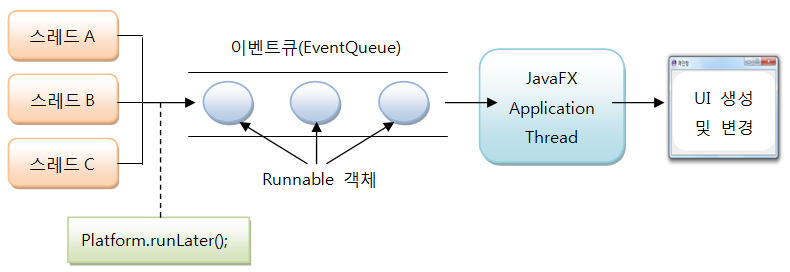 스레드 A
스레드 B
스레드 C
Platform.runLater();
이벤트큐(EventQueue)
Runnable 객체
JavaFX
Application
Thread
UI 생성
및 변경